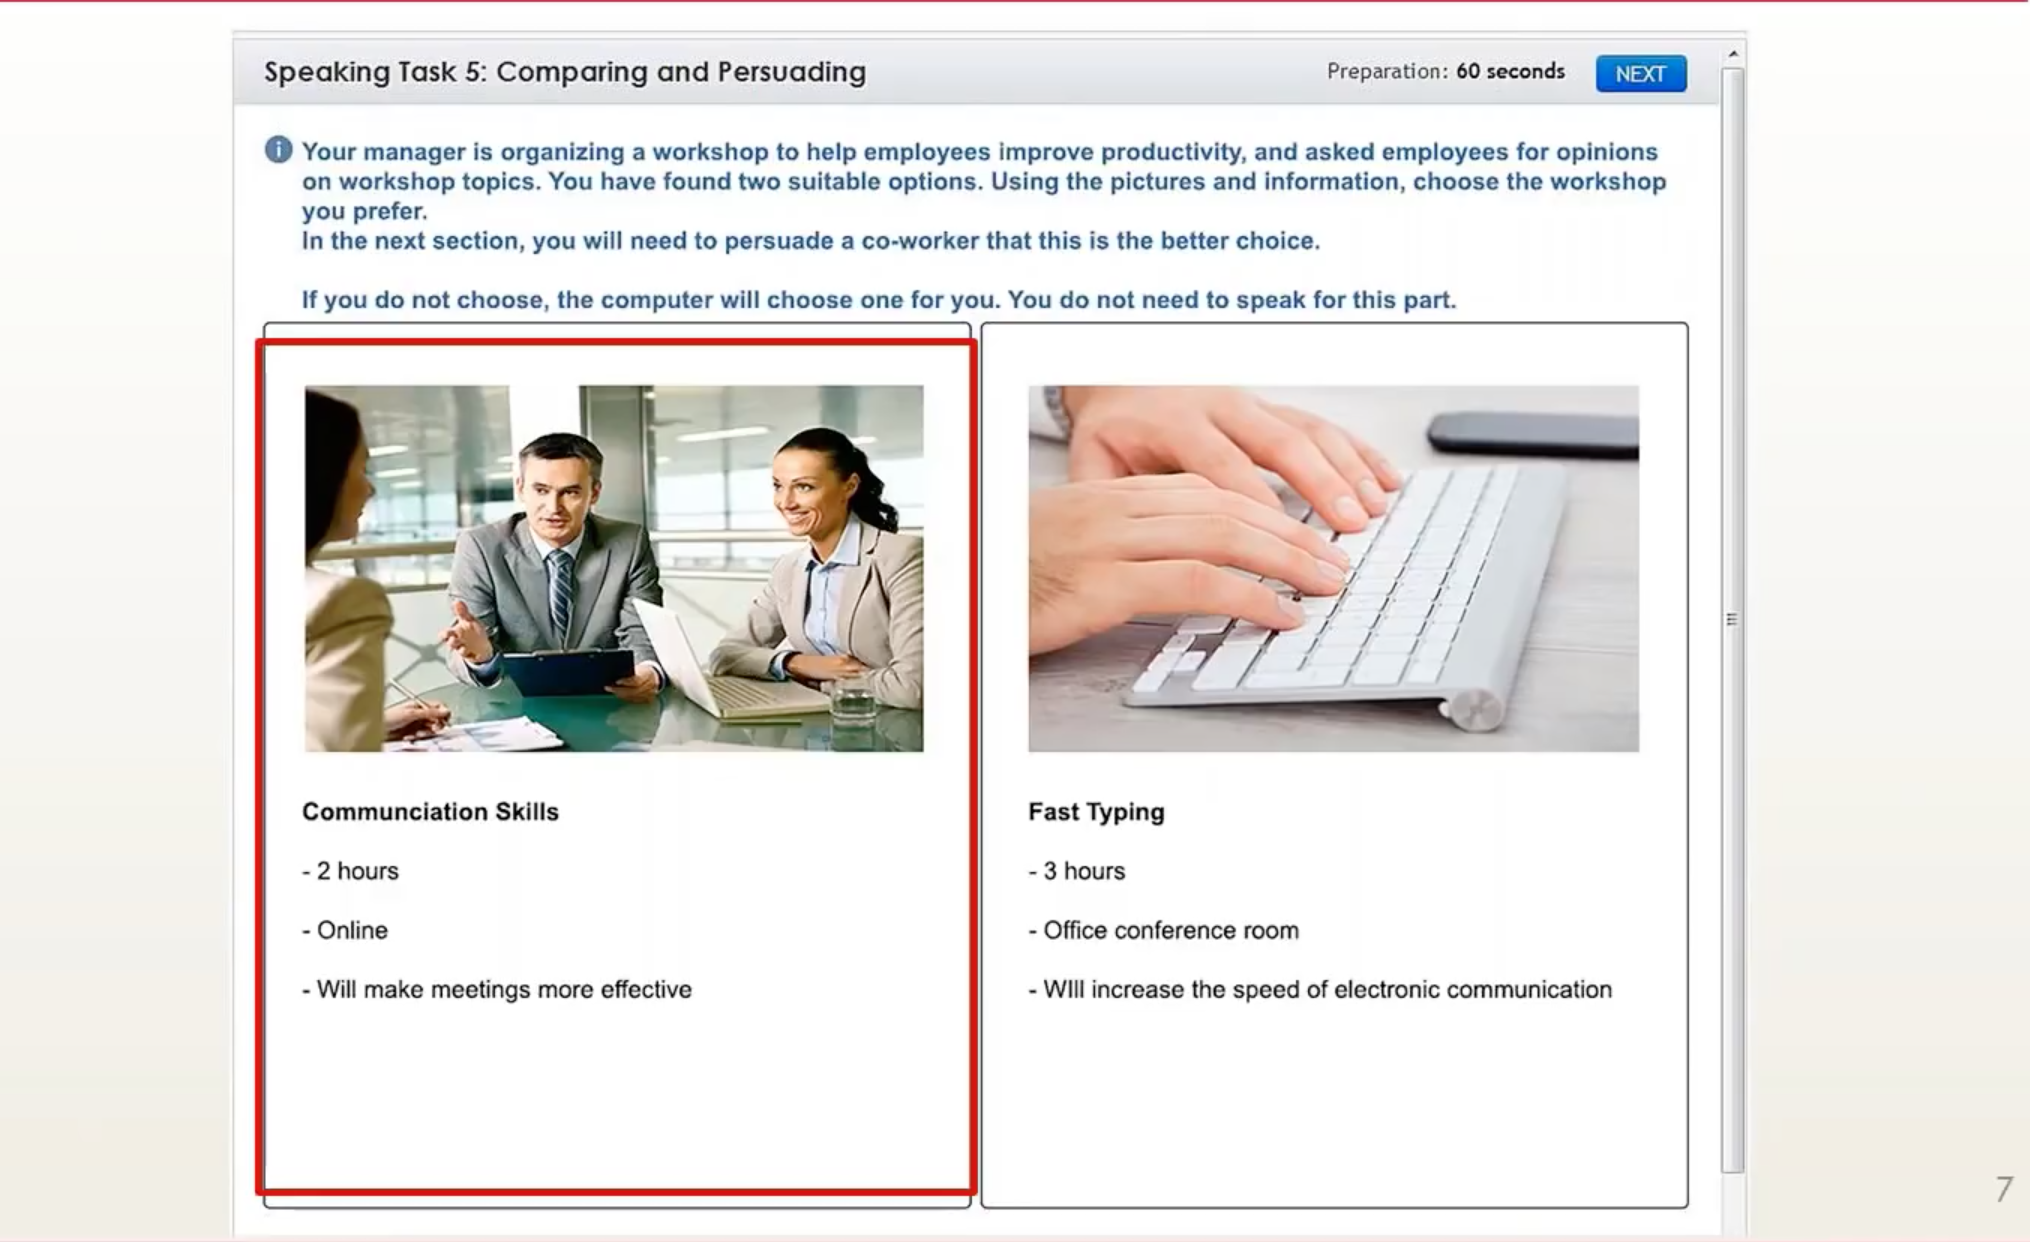 Speaking Task 5: Comparing and Persuading
Preparation: 60 seconds
NEXT
Your manager is organizing a workshop to help employees improve productivity, and asked employees for opinions
on workshop topics. You have found two suitable options. Using the pictures and information, choose the workshop
you prefer.
In the next section, you will need to persuade a co-worker that this is the better choice.
If you do not choose, the computer will choose one for you. You do not need to speak for this part.
Communciation Skills
- 2 hours
- Online
- Will make meetings more effective
Fast Typing
- 3 hours
- Office conference room
- WIll increase the speed of electronic communication
7